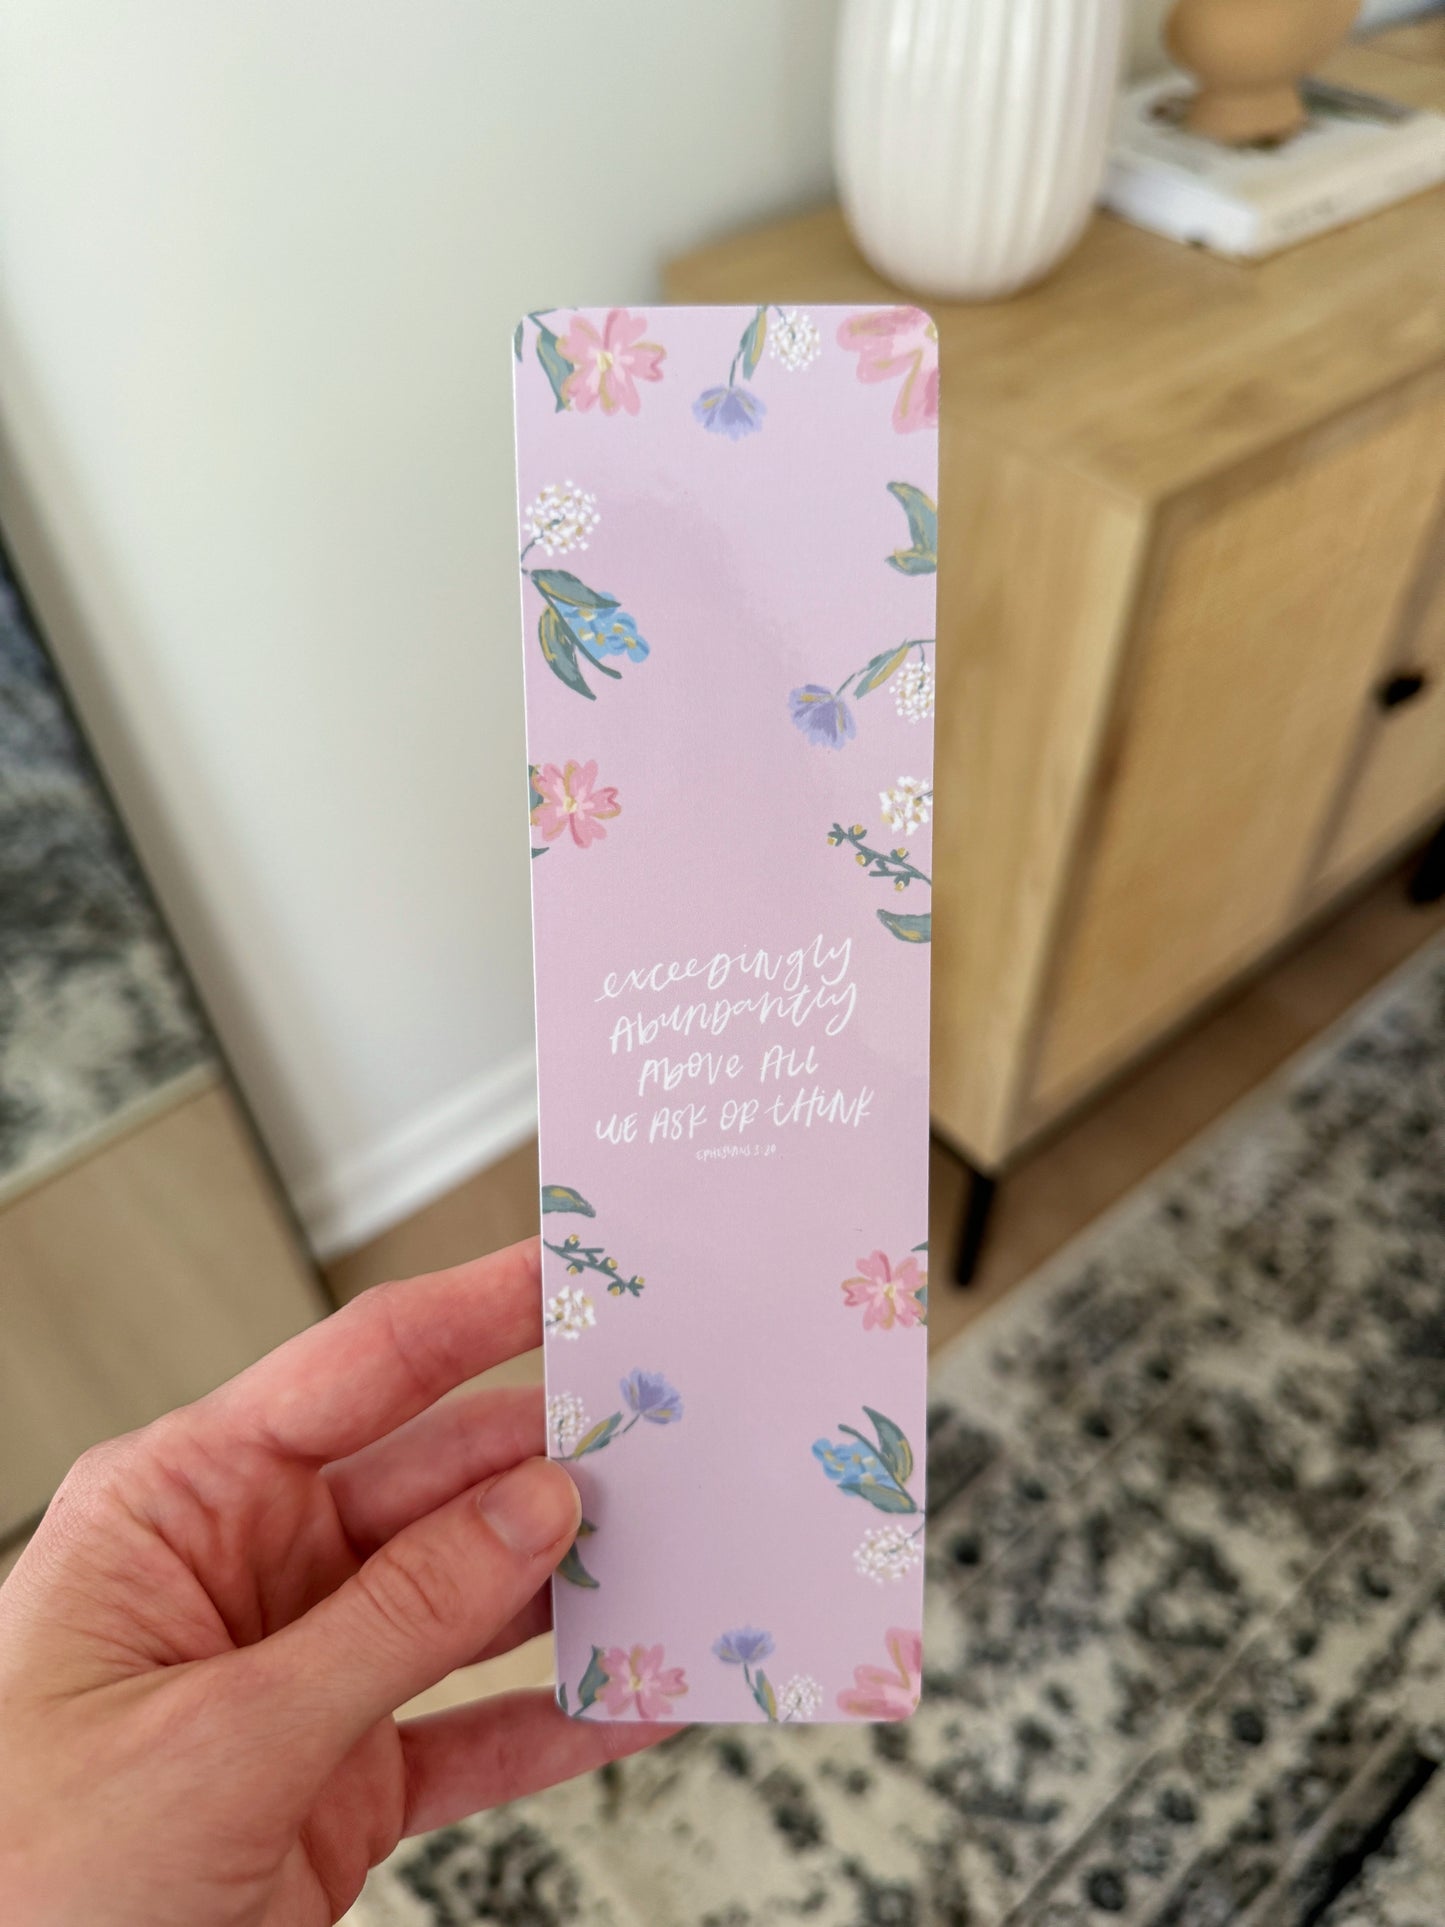 exceedingly
Abundantly
Above All
we Ask or think
Ephesians 3:20